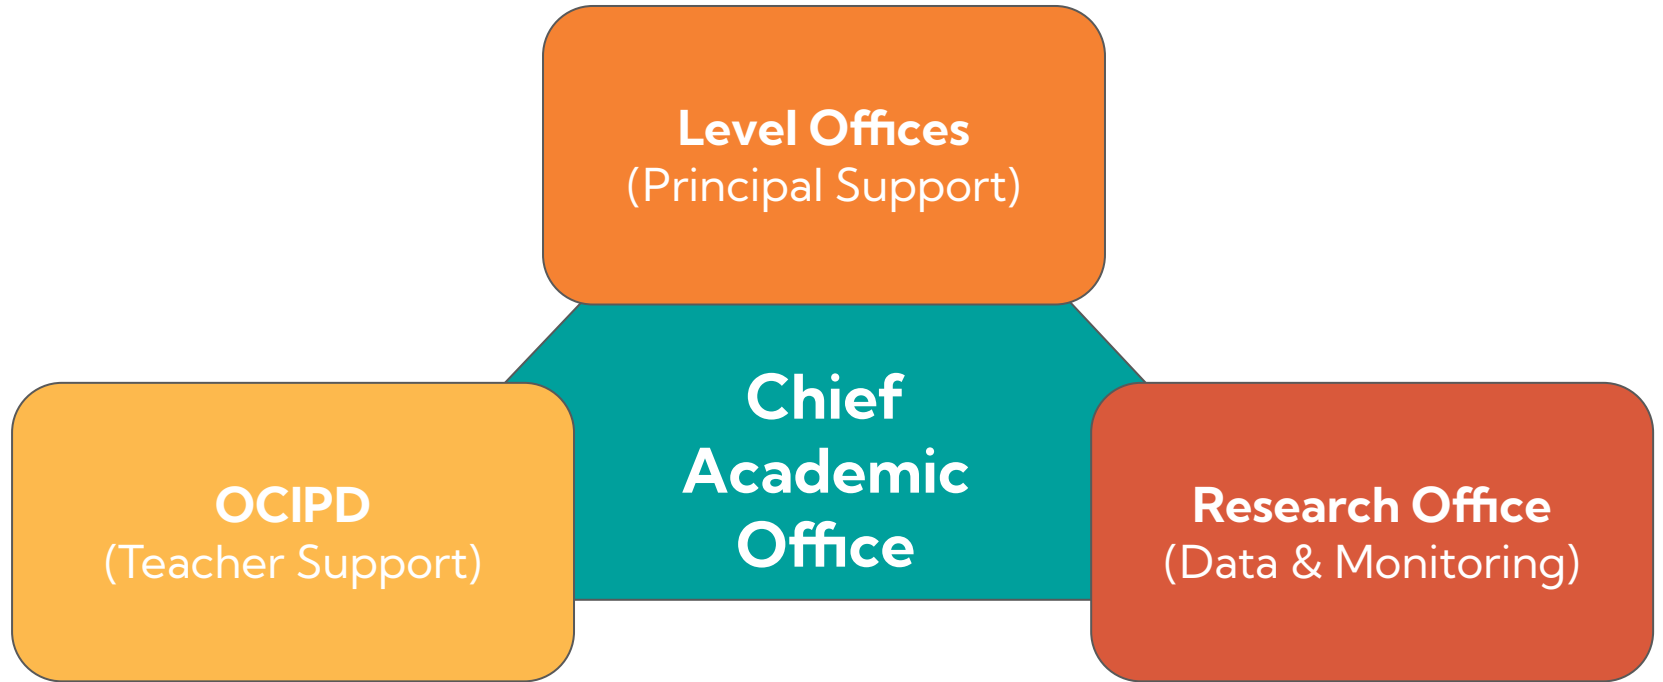 Level Offices
(Principal Support)
Chief
Academic
Office
OCIPD
(Teacher Support)
Research Office
(Data & Monitoring)